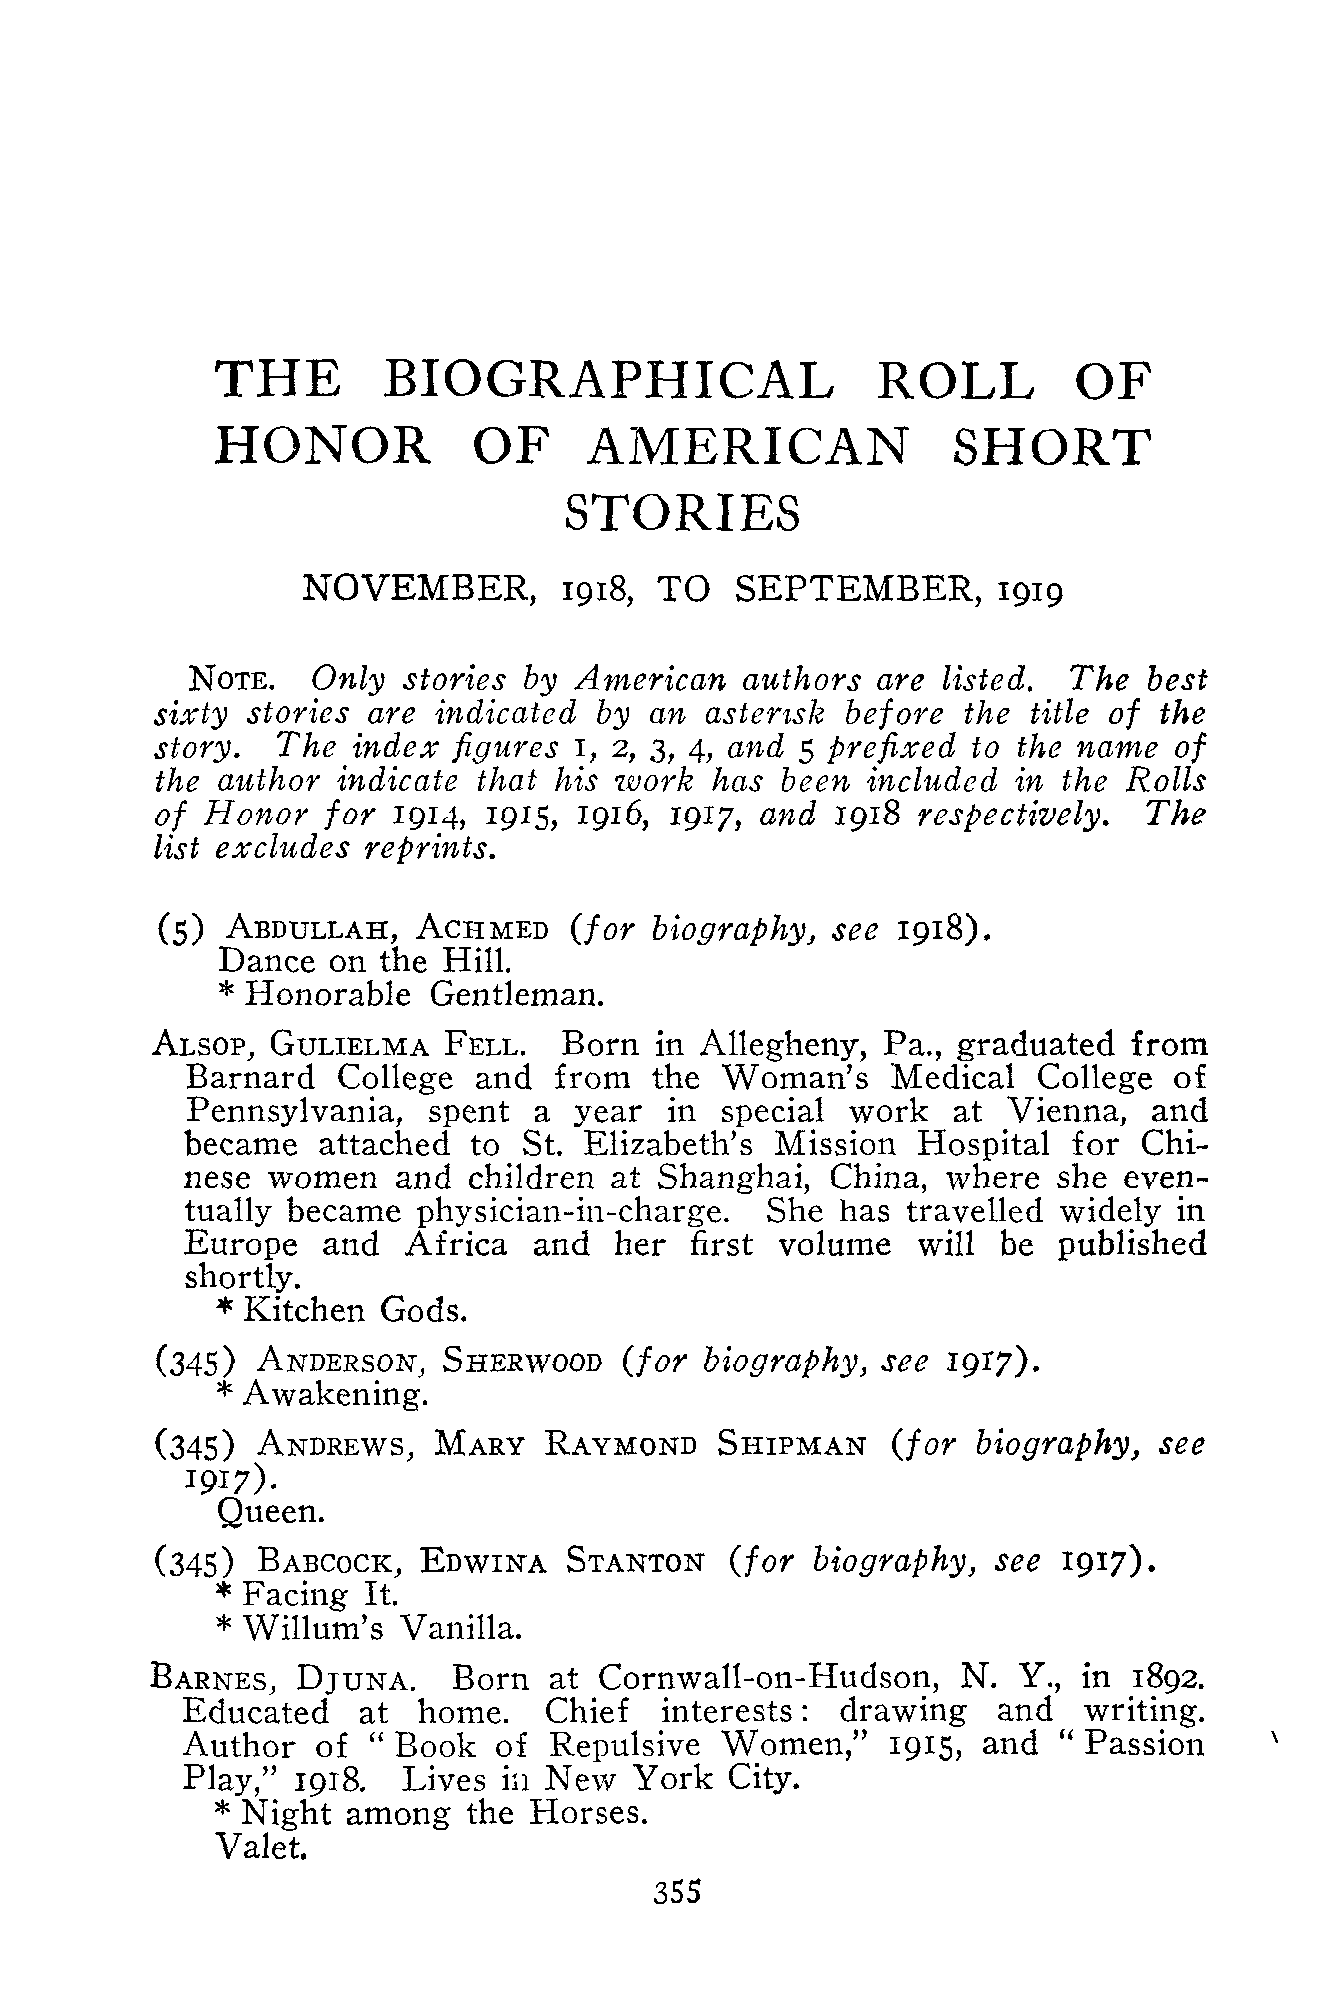 THE BIOGRAPHICAL ROLL OF
HONOR OF AMERICAN SHORT
STORIES
NOVEMBER, 1918, TO SEPTEMBER, 1919
NOTE. Only stories by American authors are listed. The best
sixty stories are indicated by an asterisk before the title of the
story. The index figures 1, 2, 3, 4, and 5 prefixed to the name of
the author indicate that his work has been included in the Rolls
of Honor for 1914, 1915, 1916, 1917, and 1918 respectively. The
list excludes reprints.
(5) ABDULLAH, ACHMED (for biography, see 1918).
Dance on the Hill.
* Honorable Gentleman.
ALSOP, GULIELMA FELL. Born in Allegheny, Pa., graduated from
Barnard College and from the Woman's Medical College of
Pennsylvania, spent a year in special work at Vienna, and
became attached to St. Elizabeth's Mission Hospital for Chi-
nese women and children at Shanghai, China, where she even-
tually became physician-in-charge. She has travelled widely in
Europe and Africa and her first volume will be published
shortly.
* Kitchen Gods.
(345) ANDERSON, SHERWOOD (for biography, see 1917).
* Awakening.
(345) ANDREWS, MARY RAYMOND SHIPMAN (for biography, see
1917).
Queen.
(345) BABCOCK, EDWINA STANTON (for biography, see 1917).
* Facing It.
* Willum's Vanilla.
BARNES, DJUNA. Born at Cornwall-on-Hudson, N. Y., in 1892.
Educated at home. Chief interests: drawing and writing.
Author of "Book of Repulsive Women," 1915, and "Passion
Play," 1918. Lives in New York City.
* Night among the Horses.
Valet.
355